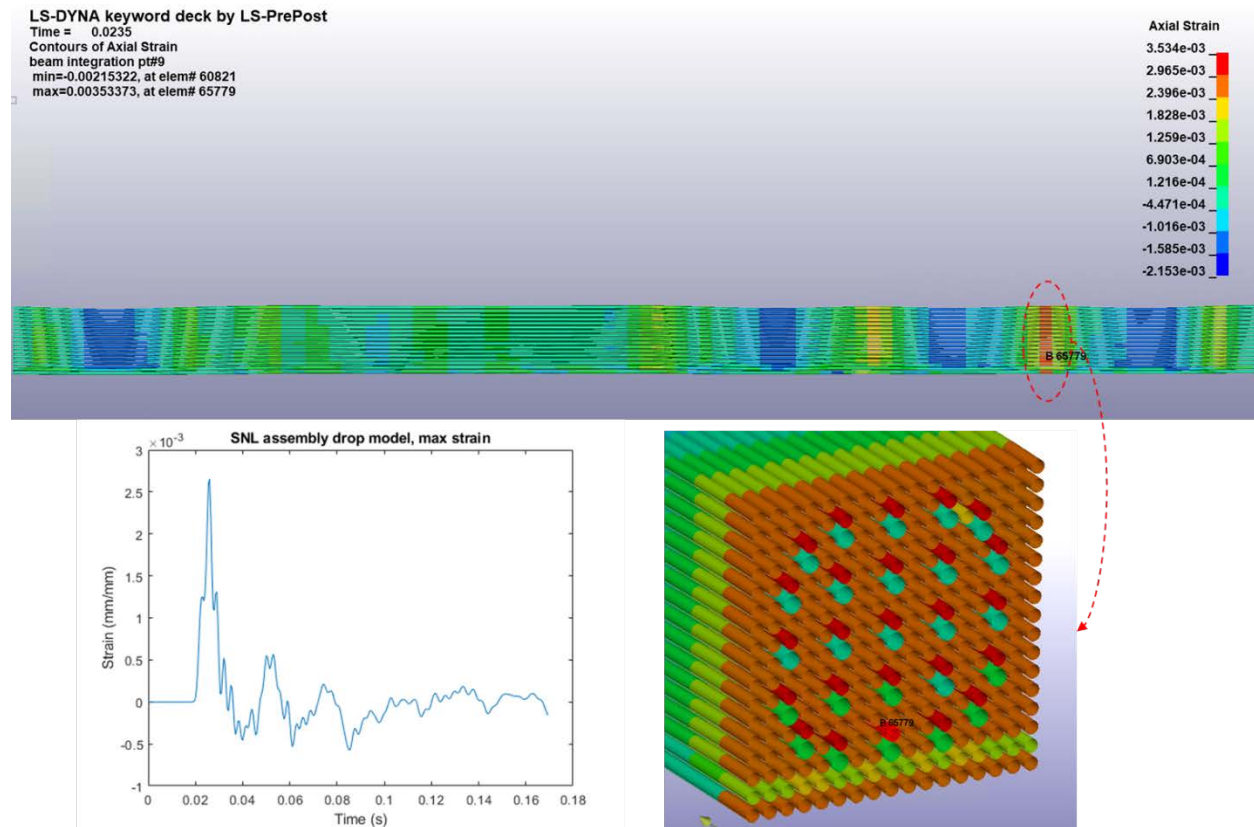 LS-DYNA keyword deck by LS-PrePost
Time = 0.0235
Contours of Axial Strain
beam integration pt#9
min=-0.00215322, at elem# 60821
max=0.00353373, at elem# 65779
Axial Strain
3.534e-03
2.965e-03
2.396e-03
1.828e-03
1.259e-03
6.903e-04
1.216e-04
-4.471e-04
-1.016e-03
-1.585e-03
-2.153e-03
B 65779
SNL assembly drop model, max strain
×10⁻³
3
2.5
2
1.5
1
0.5
0
-0.5
-1
Strain (mm/mm)
0 0.02 0.04 0.06 0.08 0.1 0.12 0.14 0.16 0.18
Time (s)
B 65779